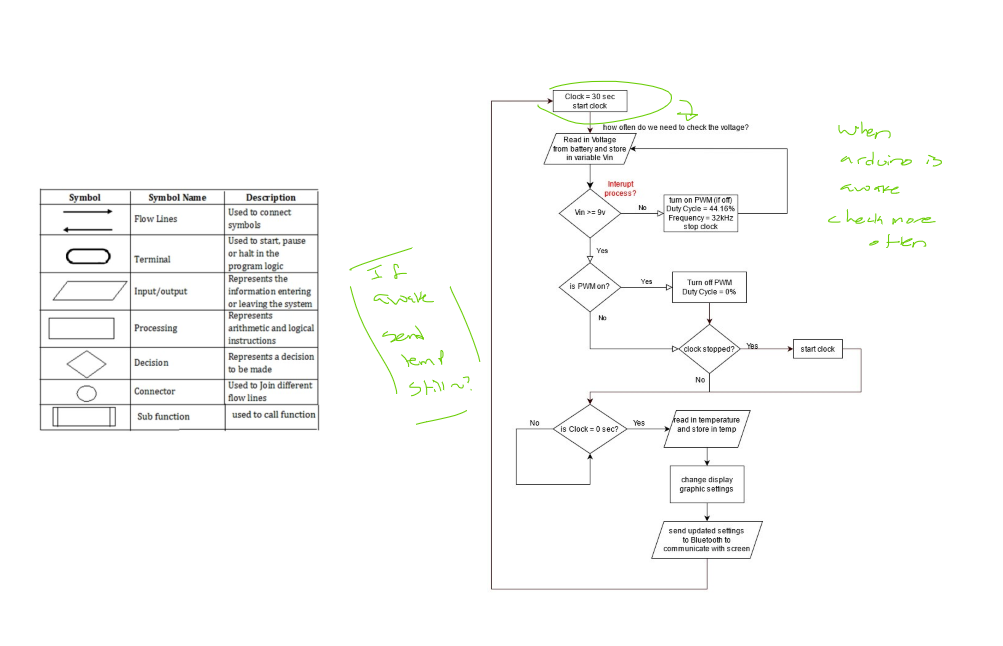 Symbol Symbol Name Description
Flow Lines Used to connect
symbols
Terminal Used to start, pause
or halt in the
program logic
Input/output Represents the
information entering
or leaving the system
Processing Represents
arithmetic and logical
instructions
Decision Represents a decision
to be made
Connector Used to Join different
flow lines
Sub function used to call function
If
awake
send
temp
still ~?
Clock = 30 sec
start clock
how often do we need to check the voltage?
Read in Voltage
from battery and store
in variable Vin
Interupt
process?
Vin >= 9v
No
turn on PWM (if off)
Duty Cycle = 44.16%
Frequency = 32kHz
stop clock
Yes
is PWM on?
Yes
Turn off PWM
Duty Cycle = 0%
No
clock stopped?
Yes
start clock
No
No
is Clock = 0 sec?
Yes
read in temperature
and store in temp
change display
graphic settings
send updated settings
to Bluetooth to
communicate with screen
When
arduino is
awake
check more
often